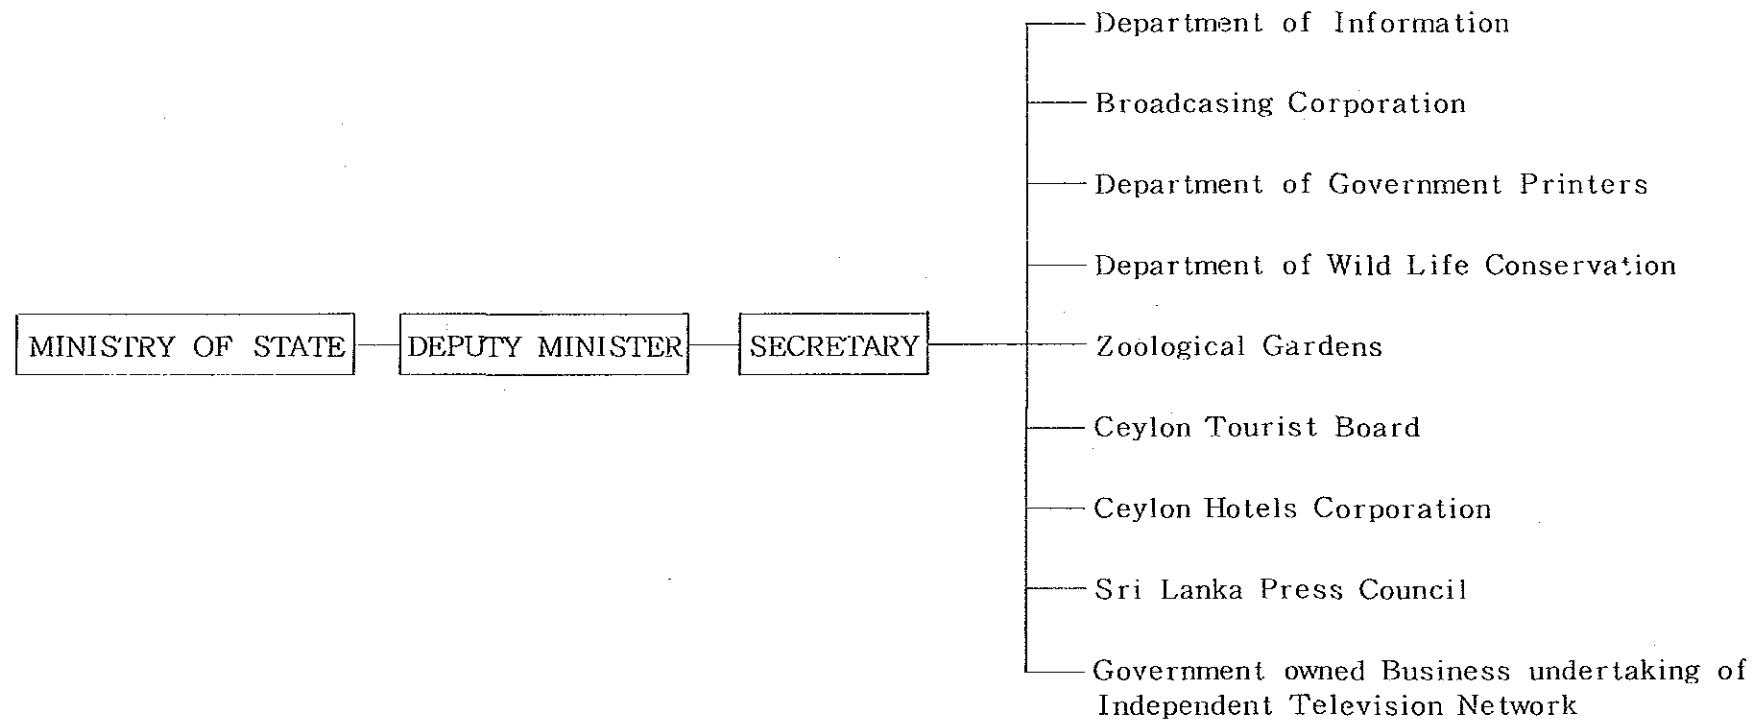 Department of Information
Broadcasing Corporation
Department of Government Printers
Department of Wild Life Conservation
MINISTRY OF STATE
DEPUTY MINISTER
SECRETARY
Zoological Gardens
Ceylon Tourist Board
Ceylon Hotels Corporation
Sri Lanka Press Council
Government owned Business undertaking of
Independent Television Network